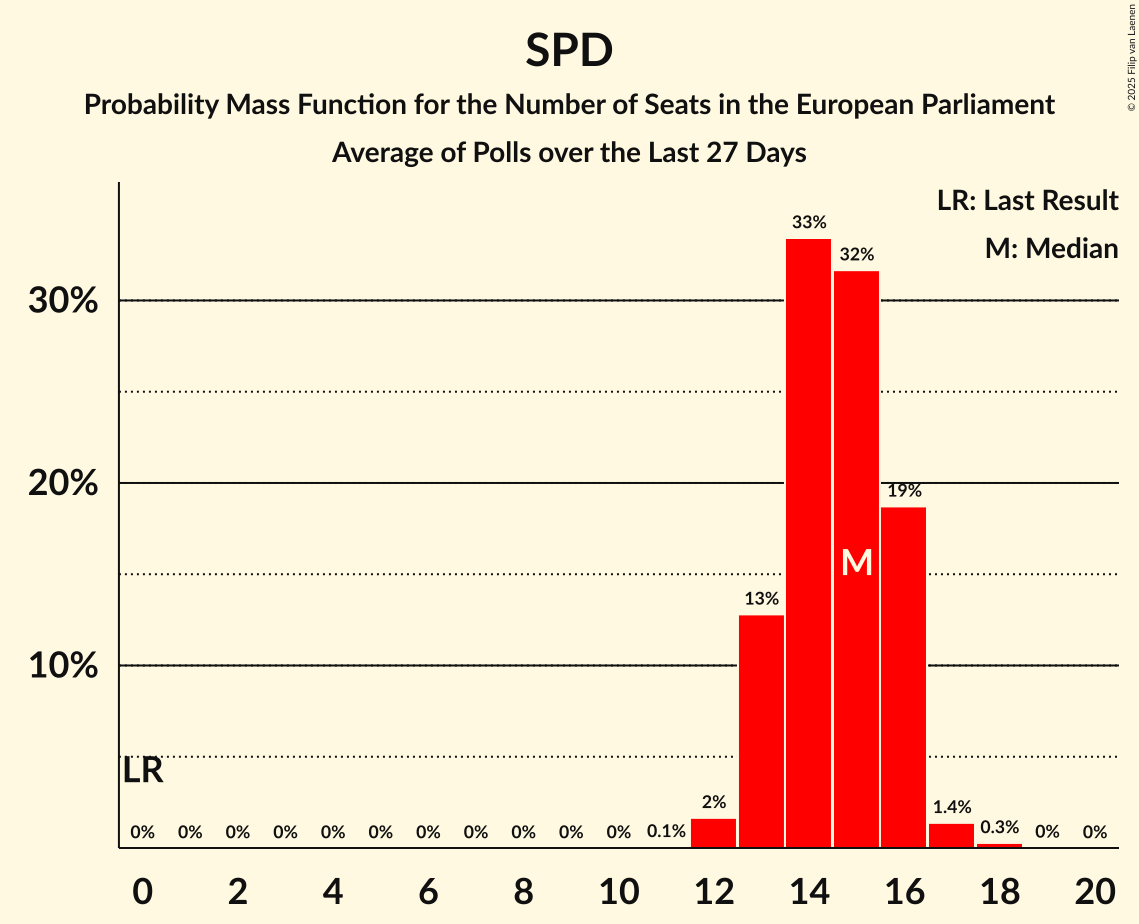 SPD
Probability Mass Function for the Number of Seats in the European Parliament
Average of Polls over the Last 27 Days
© 2025 Filip van Laenen
LR: Last Result
M: Median
33%
32%
30%
20%
19%
M
13%
10%
LR
0% 0% 0% 0% 0% 0% 0% 0% 0% 0% 0% 0.1% 2% 1.4% 0.3% 0% 0%
0 2 4 6 8 10 12 14 16 18 20